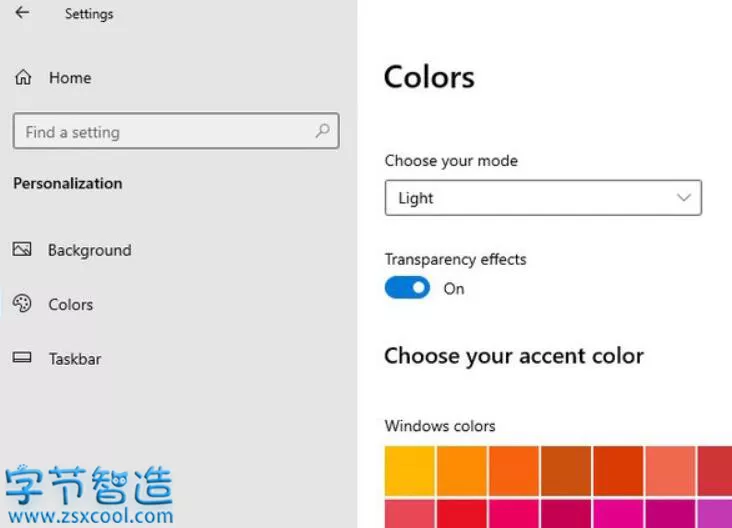 Settings
Home
Find a setting
Personalization
Background
Colors
Taskbar
Colors
Choose your mode
Light
Transparency effects
On
Choose your accent color
Windows colors
字节智造
www.zsxcool.com